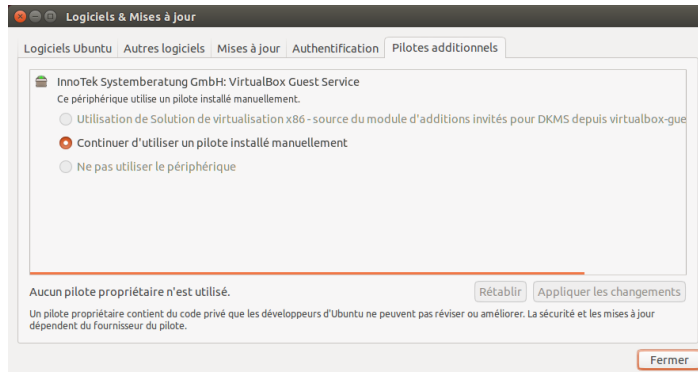 Logiciels & Mises à jour
Logiciels Ubuntu Autres logiciels Mises à jour Authentification Pilotes additionnels
InnoTek Systemberatung GmbH: VirtualBox Guest Service
Ce périphérique utilise un pilote installé manuellement.
Utilisation de Solution de virtualisation x86 - source du module d'additions invités pour DKMS depuis virtualbox-gue
Continuer d'utiliser un pilote installé manuellement
Ne pas utiliser le périphérique
Aucun pilote propriétaire n'est utilisé. Rétablir Appliquer les changements
Un pilote propriétaire contient du code privé que les développeurs d'Ubuntu ne peuvent pas réviser ou améliorer. La sécurité et les mises à jour
dépendent du fournisseur du pilote.
Fermer